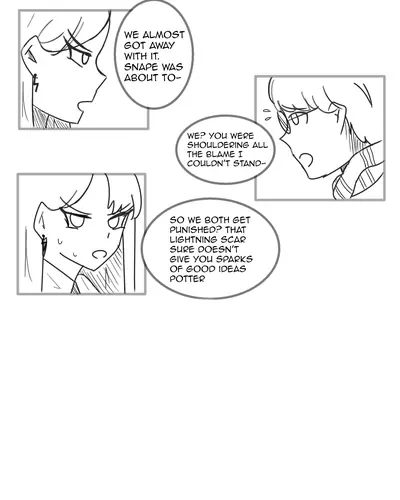 WE ALMOST
GOT AWAY
WITH IT.
SNAPE WAS
ABOUT TO-
WE? YOU WERE
SHOULDERING ALL
THE BLAME I
COULDN'T STAND-
SO WE BOTH GET
PUNISHED? THAT
LIGHTNING SCAR
SURE DOESN'T
GIVE YOU SPARKS
OF GOOD IDEAS
POTTER